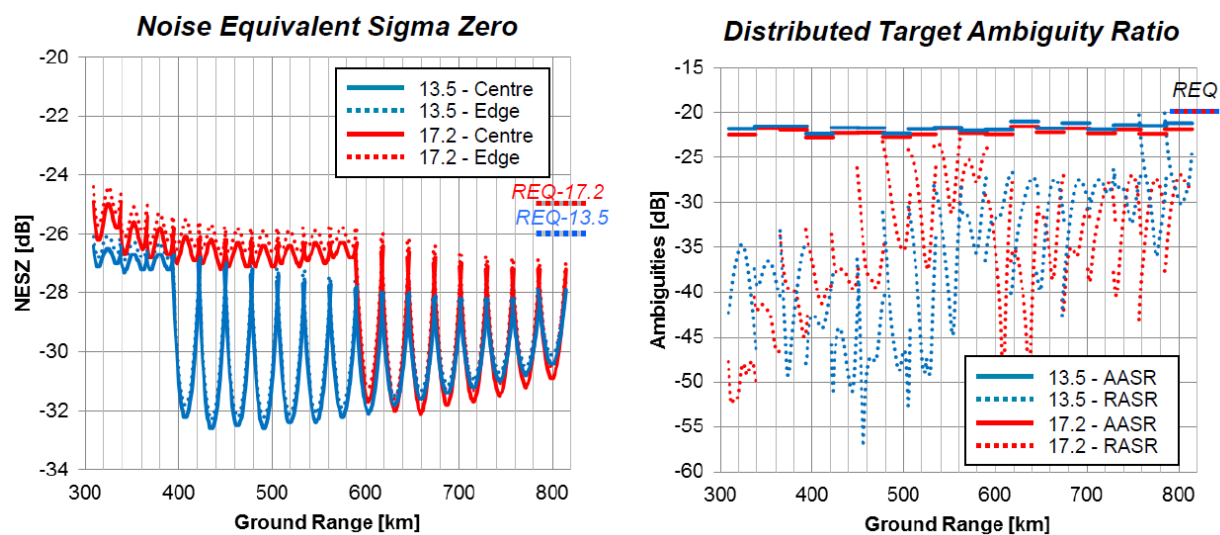 Noise Equivalent Sigma Zero
-20
-22
-24
-26
-28
-30
-32
-34
NESZ [dB]
13.5 - Centre
13.5 - Edge
17.2 - Centre
17.2 - Edge
REQ-17.2
REQ-13.5
300 400 500 600 700 800
Ground Range [km]
Distributed Target Ambiguity Ratio
-15
-20
-25
-30
-35
-40
-45
-50
-55
-60
Ambiguities [dB]
REQ
13.5 - AASR
13.5 - RASR
17.2 - AASR
17.2 - RASR
300 400 500 600 700 800
Ground Range [km]